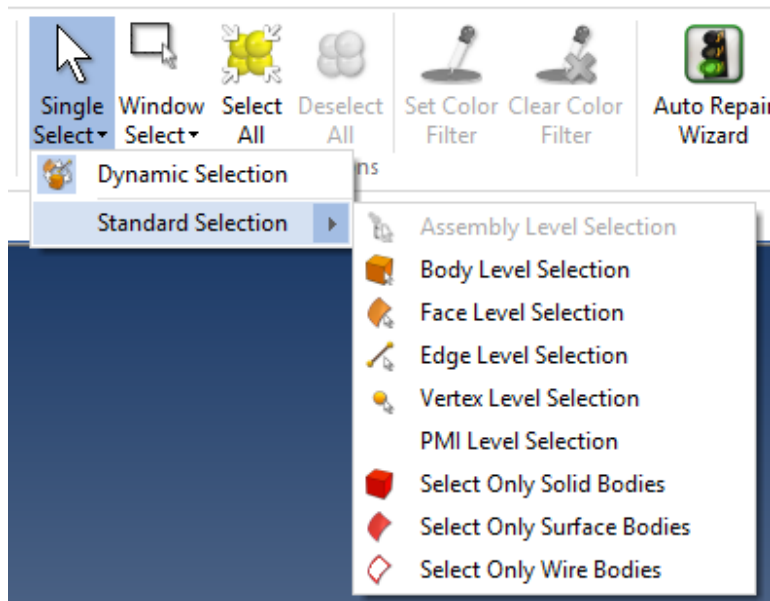 Single Window Select Deselect Set Color Clear Color Auto Repair
Select Select All All Filter Filter Wizard
Dynamic Selection
Standard Selection
Assembly Level Selection
Body Level Selection
Face Level Selection
Edge Level Selection
Vertex Level Selection
PMI Level Selection
Select Only Solid Bodies
Select Only Surface Bodies
Select Only Wire Bodies